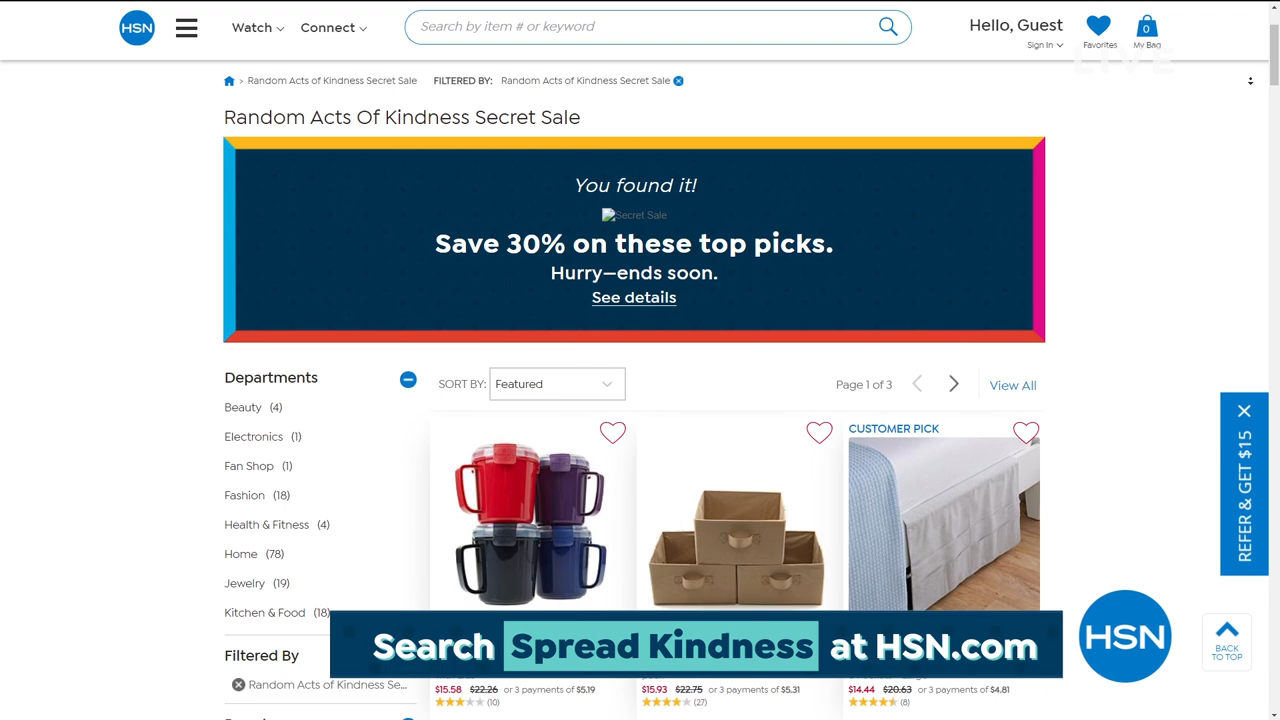 HSN
Watch
Connect
Search by item # or keyword
Hello, Guest
Sign In
Favorites
0
My Bag
LIVE
> Random Acts of Kindness Secret Sale
FILTERED BY: Random Acts of Kindness Secret Sale
Random Acts Of Kindness Secret Sale
You found it!
Secret Sale
Save 30% on these top picks.
Hurry—ends soon.
See details
Departments
Beauty (4)
Electronics (1)
Fan Shop (1)
Fashion (18)
Health & Fitness (4)
Home (78)
Jewelry (19)
Kitchen & Food (18)
Filtered By
Random Acts of Kindness Se...
SORT BY: Featured
Page 1 of 3
View All
CUSTOMER PICK
REFER & GET $15
Search Spread Kindness at HSN.com
HSN
BACK
TO TOP
$15.58 $22.26 or 3 payments of $5.19
(10)
$15.93 $22.75 or 3 payments of $5.31
(27)
$14.44 $20.63 or 3 payments of $4.81
(8)